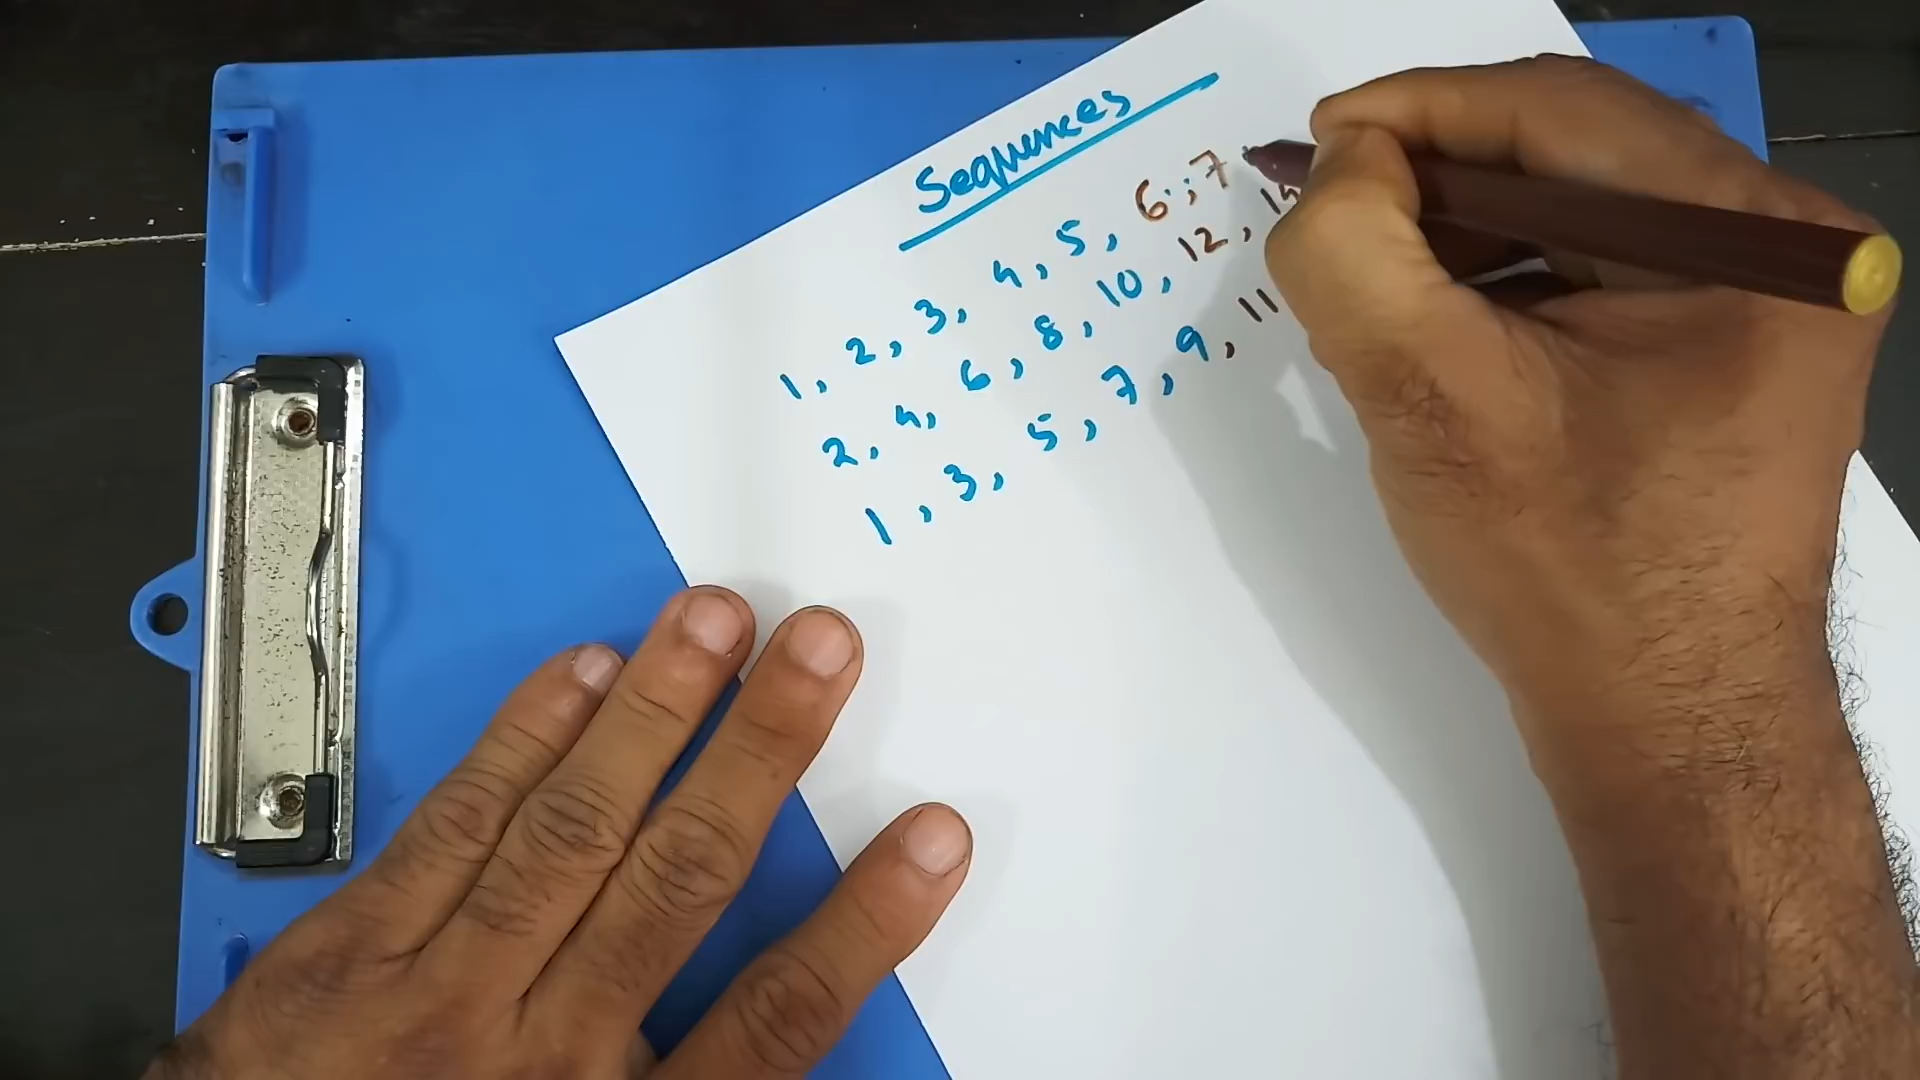 Sequences
1, 2, 3, 4, 5, 6, 7
2, 4, 6, 8, 10, 12, 14
1, 3, 5, 7, 9, 11